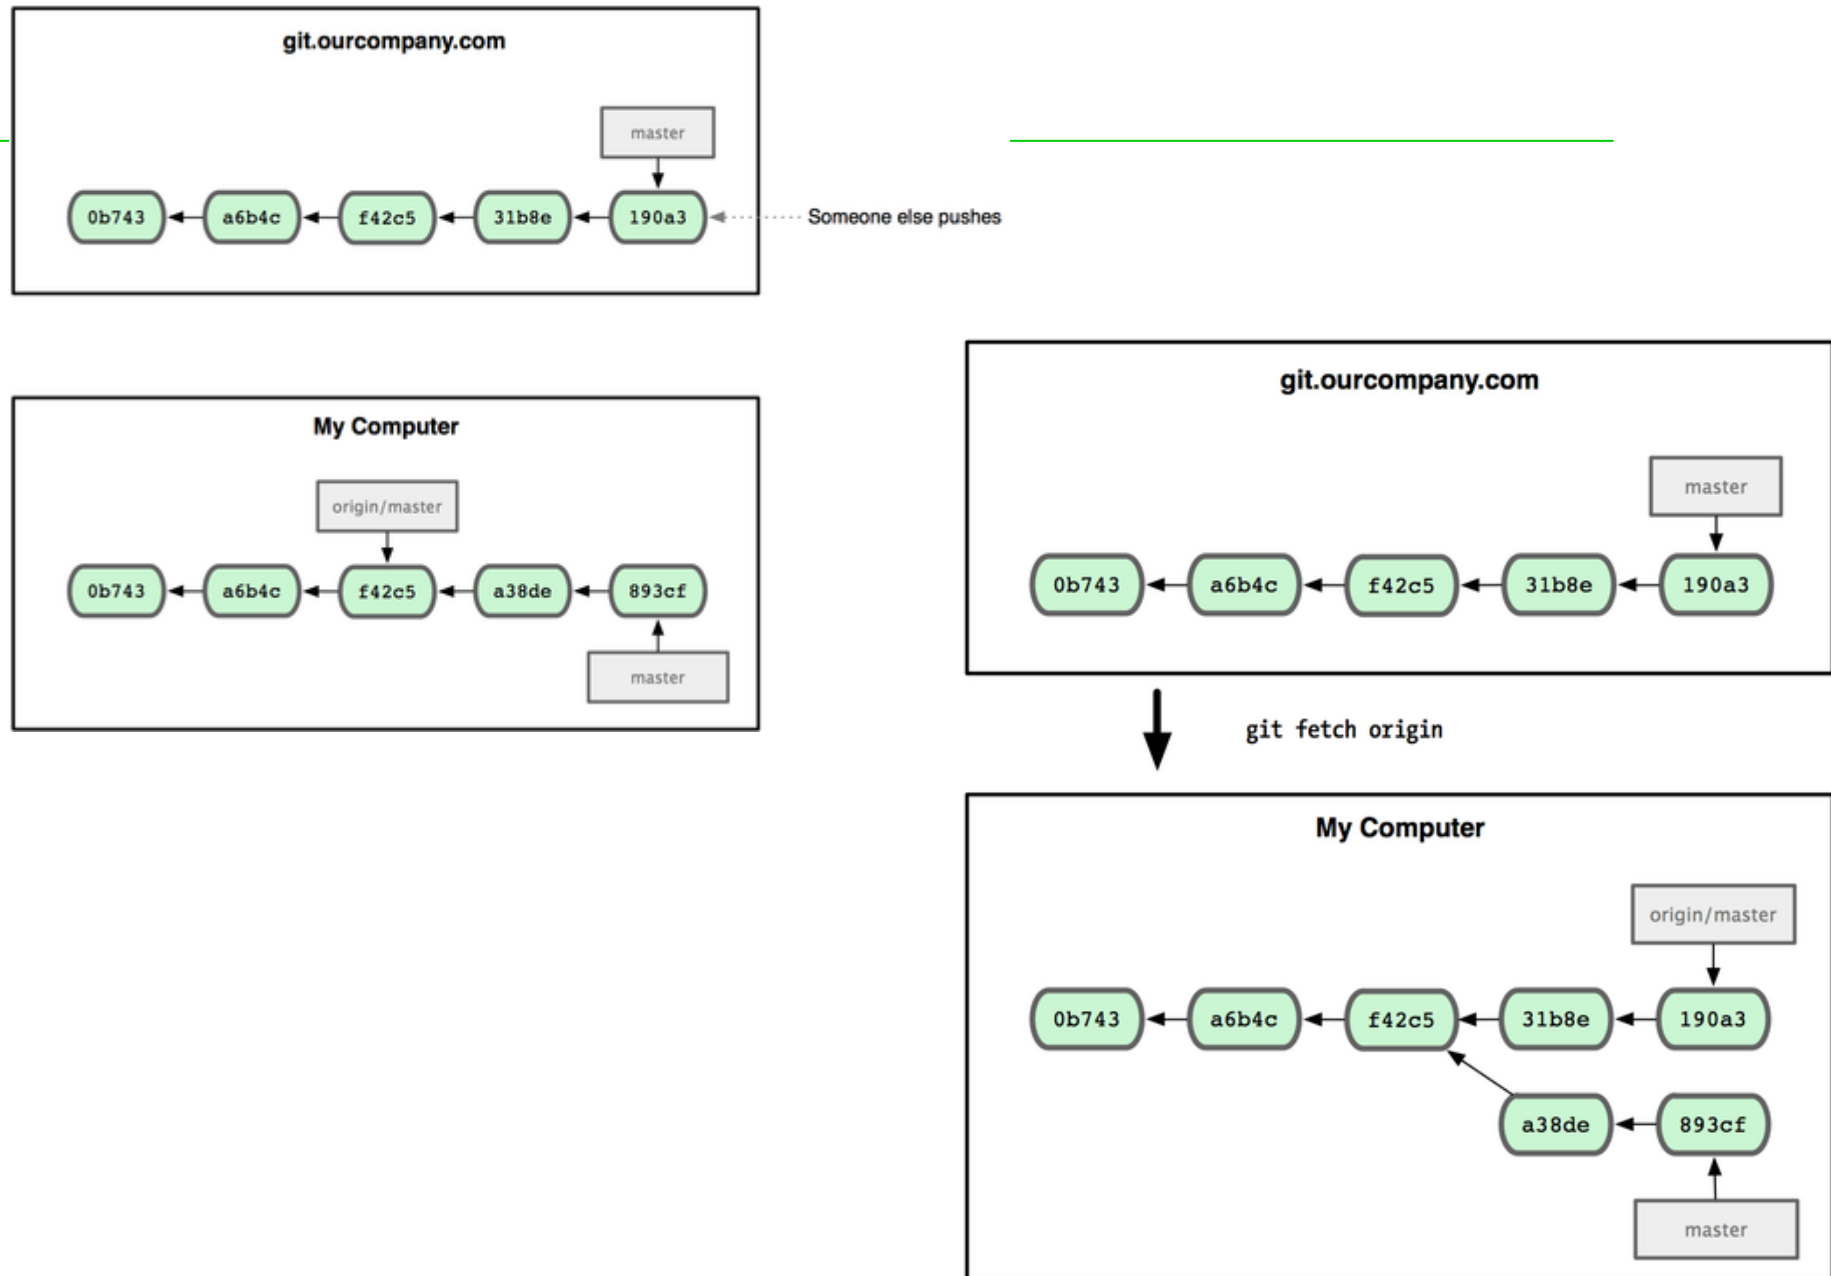 git.ourcompany.com
master
0b743 a6b4c f42c5 31b8e 190a3 Someone else pushes
My Computer
origin/master
0b743 a6b4c f42c5 a38de 893cf
master
git.ourcompany.com
master
0b743 a6b4c f42c5 31b8e 190a3
git fetch origin
My Computer
origin/master
0b743 a6b4c f42c5 31b8e 190a3
a38de 893cf
master